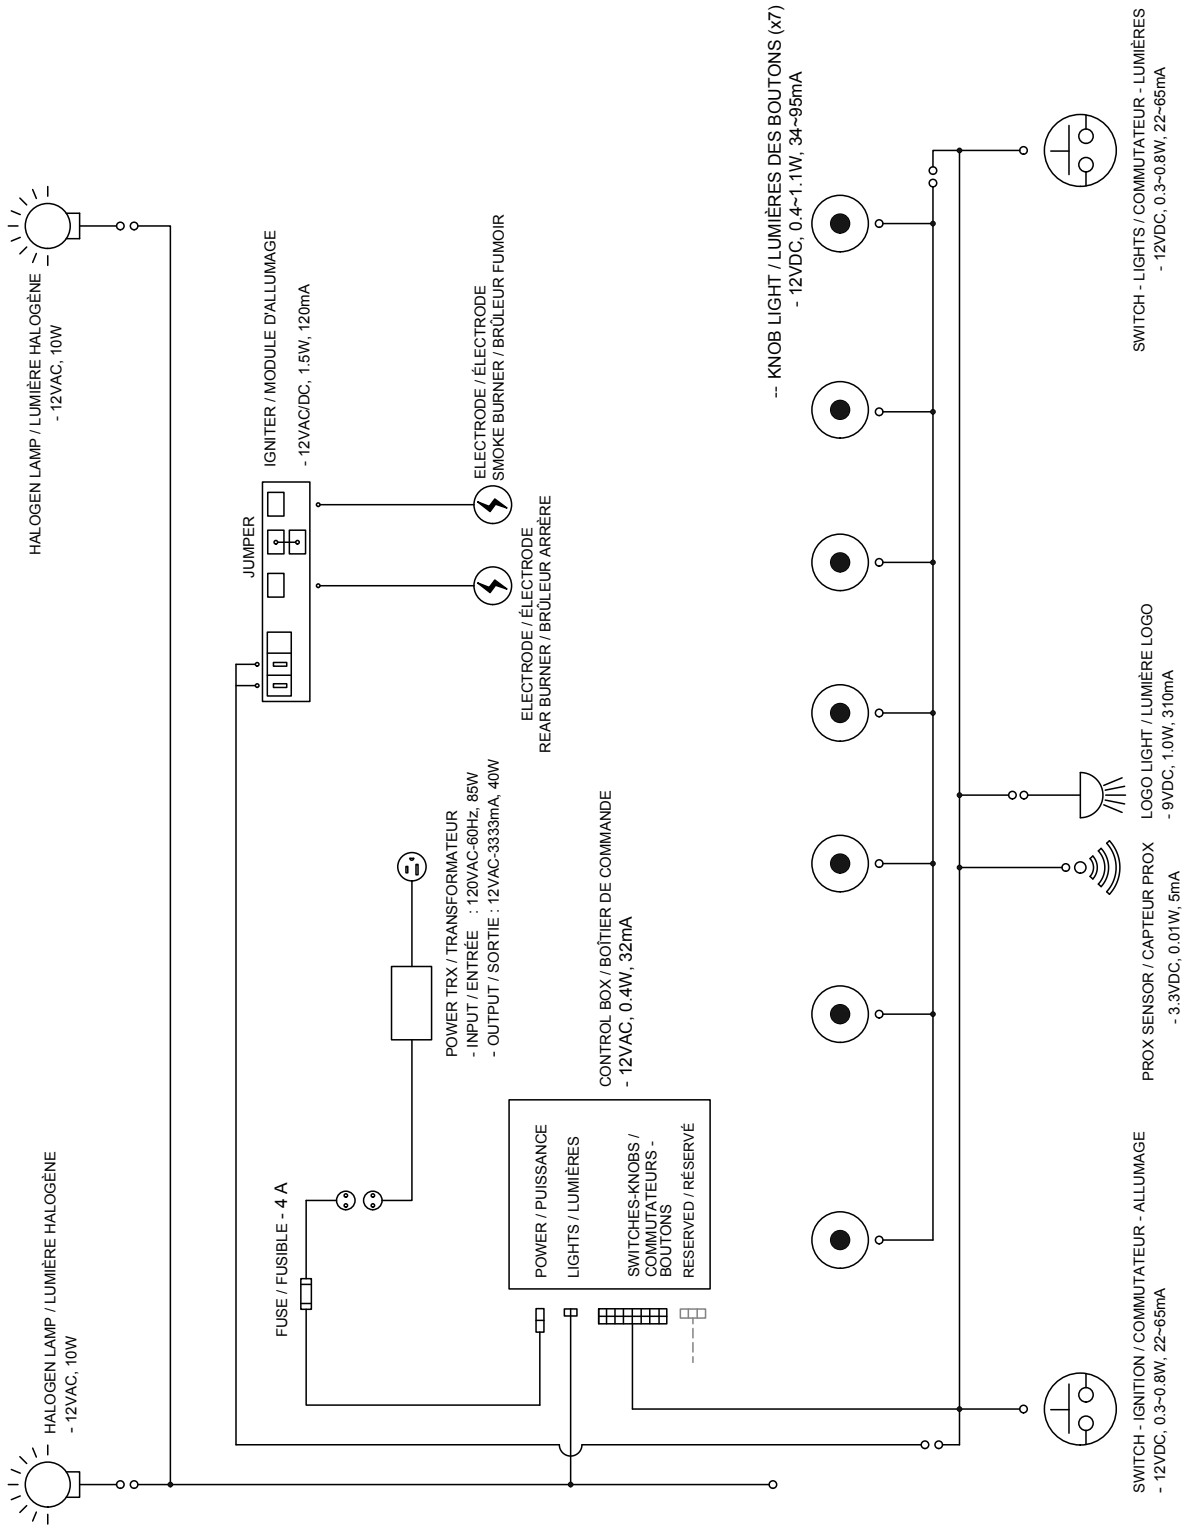 HALOGEN LAMP / LUMIÈRE HALOGÈNE
- 12VAC, 10W
HALOGEN LAMP / LUMIÈRE HALOGÈNE
- 12VAC, 10W
FUSE / FUSIBLE - 4 A
JUMPER
IGNITER / MODULE D'ALLUMAGE
- 12VAC/DC, 1.5W, 120mA
ELECTRODE / ÉLECTRODE
SMOKE BURNER / BRÛLEUR FUMOIR
ELECTRODE / ÉLECTRODE
REAR BURNER / BRÛLEUR ARRÈRE
POWER TRX / TRANSFORMATEUR
- INPUT / ENTRÉE : 120VAC-60Hz, 85W
- OUTPUT / SORTIE : 12VAC-3333mA, 40W
CONTROL BOX / BOÎTIER DE COMMANDE
- 12VAC, 0.4W, 32mA
POWER / PUISSANCE
LIGHTS / LUMIÈRES
SWITCHES-KNOBS /
COMMUTATEURS -
BOUTONS
RESERVED / RÉSERVÉ
-- KNOB LIGHT / LUMIÈRES DES BOUTONS (x7)
- 12VDC, 0.4~1.1W, 34~95mA
SWITCH - IGNITION / COMMUTATEUR - ALLUMAGE
- 12VDC, 0.3~0.8W, 22~65mA
PROX SENSOR / CAPTEUR PROX
- 3.3VDC, 0.01W, 5mA
LOGO LIGHT / LUMIÈRE LOGO
- 9VDC, 1.0W, 310mA
SWITCH - LIGHTS / COMMUTATEUR - LUMIÈRES
- 12VDC, 0.3~0.8W, 22~65mA